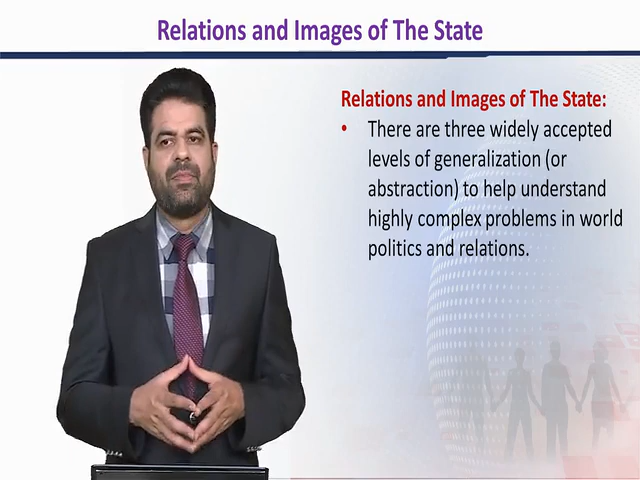 Relations and Images of The State
Relations and Images of The State:
• There are three widely accepted
levels of generalization (or
abstraction) to help understand
highly complex problems in world
politics and relations.